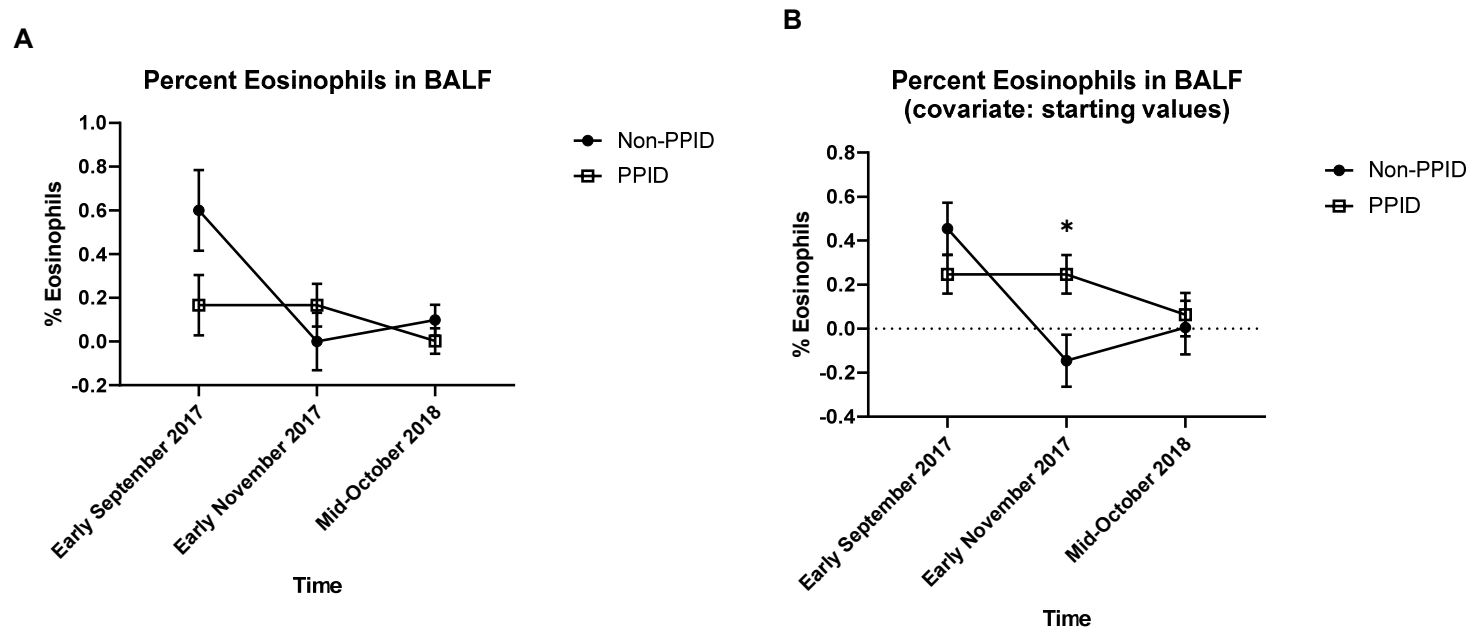 A
Percent Eosinophils in BALF
1.0
0.8
0.6
0.4
0.2
0.0
-0.2
% Eosinophils
Early September 2017
Early November 2017
Mid-October 2018
Time
Non-PPID
PPID
B
Percent Eosinophils in BALF
(covariate: starting values)
0.8
0.6
0.4
0.2
0.0
-0.2
-0.4
% Eosinophils
*
Early September 2017
Early November 2017
Mid-October 2018
Time
Non-PPID
PPID